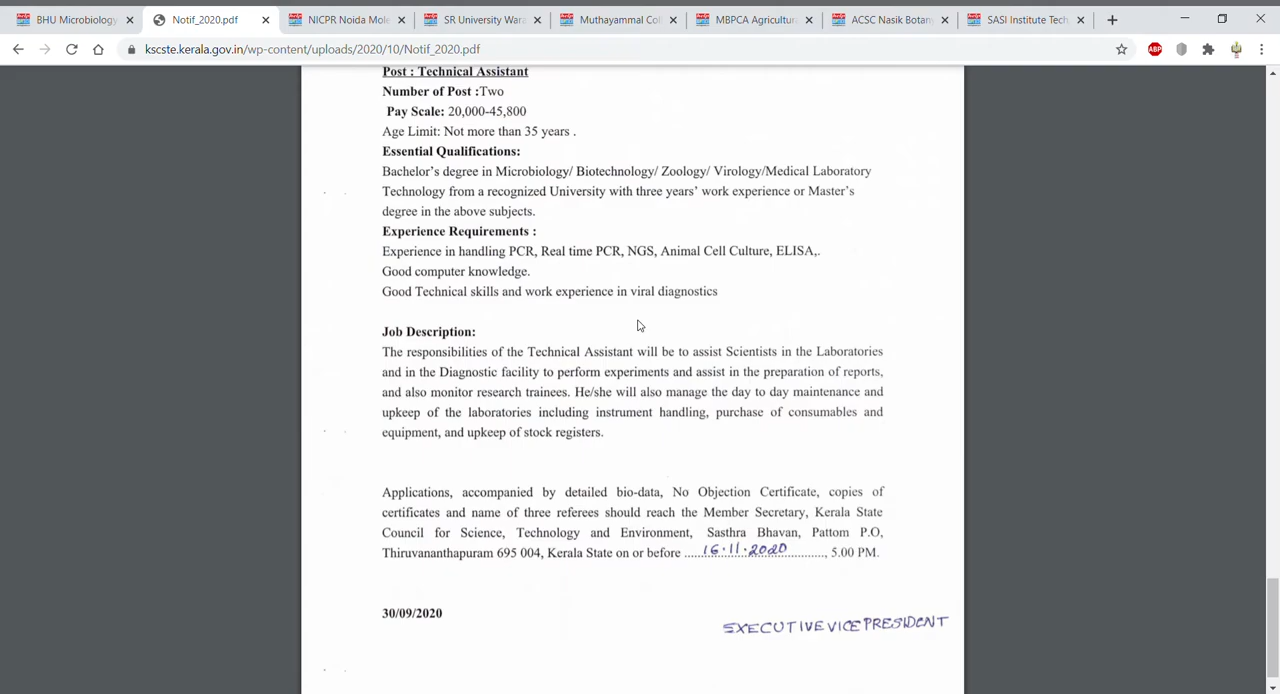 BHU Microbiology
Notif_2020.pdf
NICPR Noida Mole
SR University Wara
Muthayammal Coll
MBPCA Agricultura
ACSC Nasik Botany
SASI Institute Tech
kscste.kerala.gov.in/wp-content/uploads/2020/10/Notif_2020.pdf
ABP
Post : Technical Assistant
Number of Post :Two
Pay Scale: 20,000-45,800
Age Limit: Not more than 35 years .
Essential Qualifications:
Bachelor's degree in Microbiology/ Biotechnology/ Zoology/ Virology/Medical Laboratory
Technology from a recognized University with three years' work experience or Master's
degree in the above subjects.
Experience Requirements :
Experience in handling PCR, Real time PCR, NGS, Animal Cell Culture, ELISA,.
Good computer knowledge.
Good Technical skills and work experience in viral diagnostics
Job Description:
The responsibilities of the Technical Assistant will be to assist Scientists in the Laboratories
and in the Diagnostic facility to perform experiments and assist in the preparation of reports,
and also monitor research trainees. He/she will also manage the day to day maintenance and
upkeep of the laboratories including instrument handling, purchase of consumables and
equipment, and upkeep of stock registers.
Applications, accompanied by detailed bio-data, No Objection Certificate, copies of
certificates and name of three referees should reach the Member Secretary, Kerala State
Council for Science, Technology and Environment, Sasthra Bhavan, Pattom P.O,
Thiruvananthapuram 695 004, Kerala State on or before ....16.11.2020........, 5.00 PM.
30/09/2020
EXECUTIVE VICE PRESIDENT